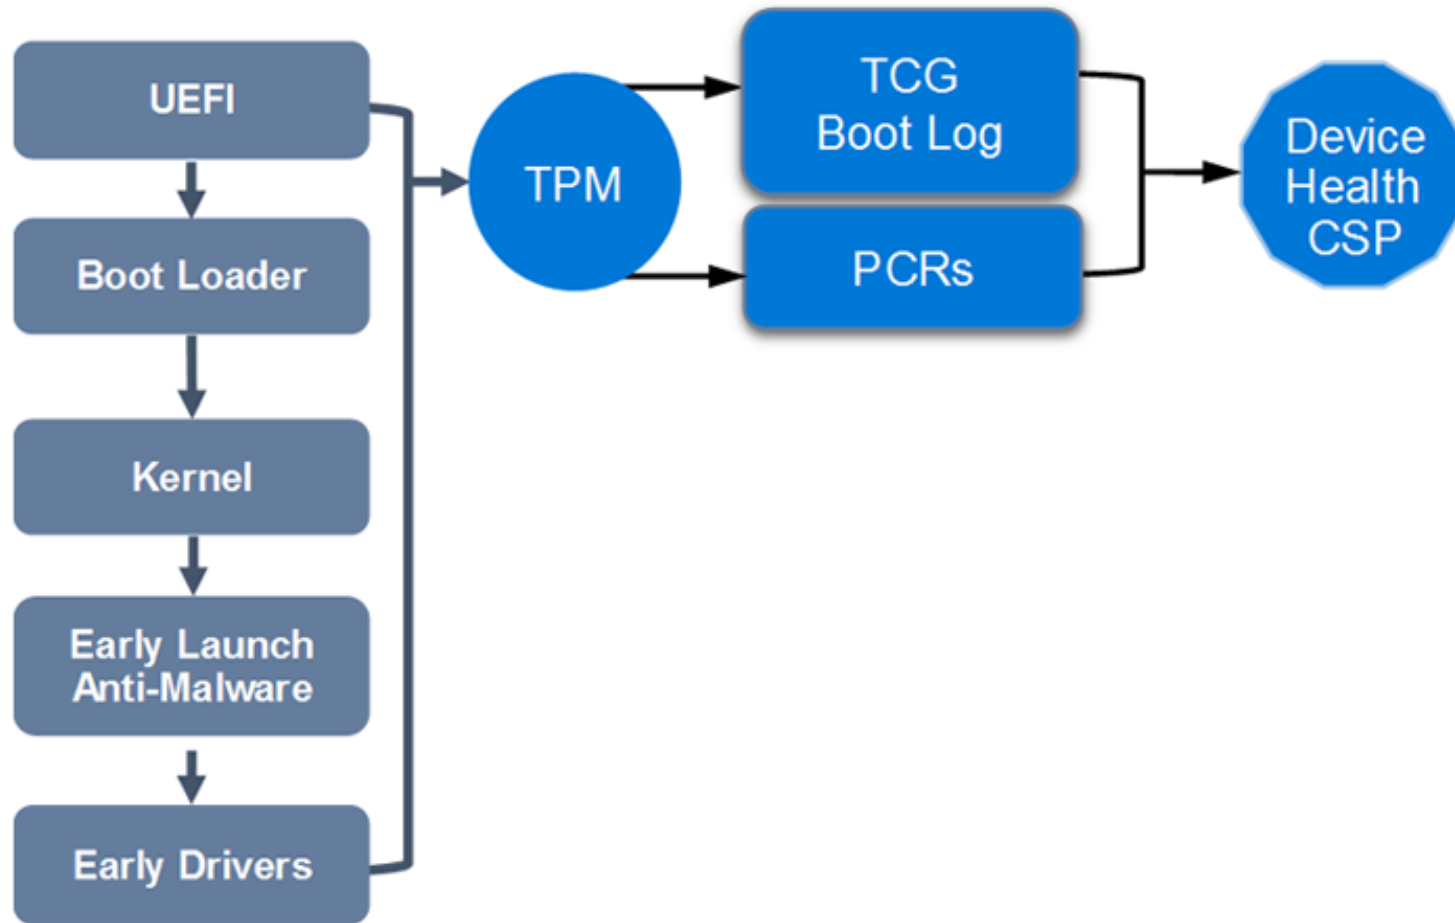 UEFI
Boot Loader
Kernel
Early Launch
Anti-Malware
Early Drivers
TPM
TCG
Boot Log
PCRs
Device
Health
CSP